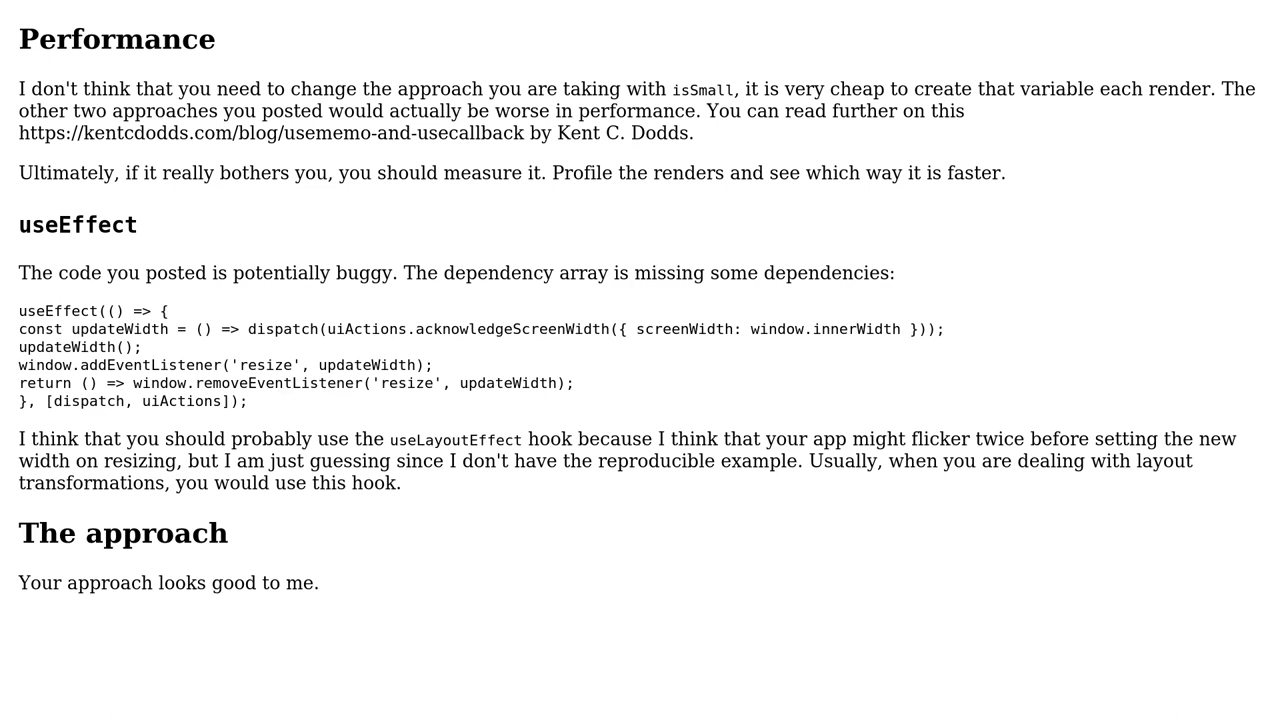 Performance
I don't think that you need to change the approach you are taking with isSmall, it is very cheap to create that variable each render. The
other two approaches you posted would actually be worse in performance. You can read further on this
https://kentcdodds.com/blog/usememo-and-usecallback by Kent C. Dodds.
Ultimately, if it really bothers you, you should measure it. Profile the renders and see which way it is faster.
useEffect
The code you posted is potentially buggy. The dependency array is missing some dependencies:
useEffect(() => {
const updateWidth = () => dispatch(uiActions.acknowledgeScreenWidth({ screenWidth: window.innerWidth }));
updateWidth();
window.addEventListener('resize', updateWidth);
return () => window.removeEventListener('resize', updateWidth);
}, [dispatch, uiActions]);
I think that you should probably use the useLayoutEffect hook because I think that your app might flicker twice before setting the new
width on resizing, but I am just guessing since I don't have the reproducible example. Usually, when you are dealing with layout
transformations, you would use this hook.
The approach
Your approach looks good to me.